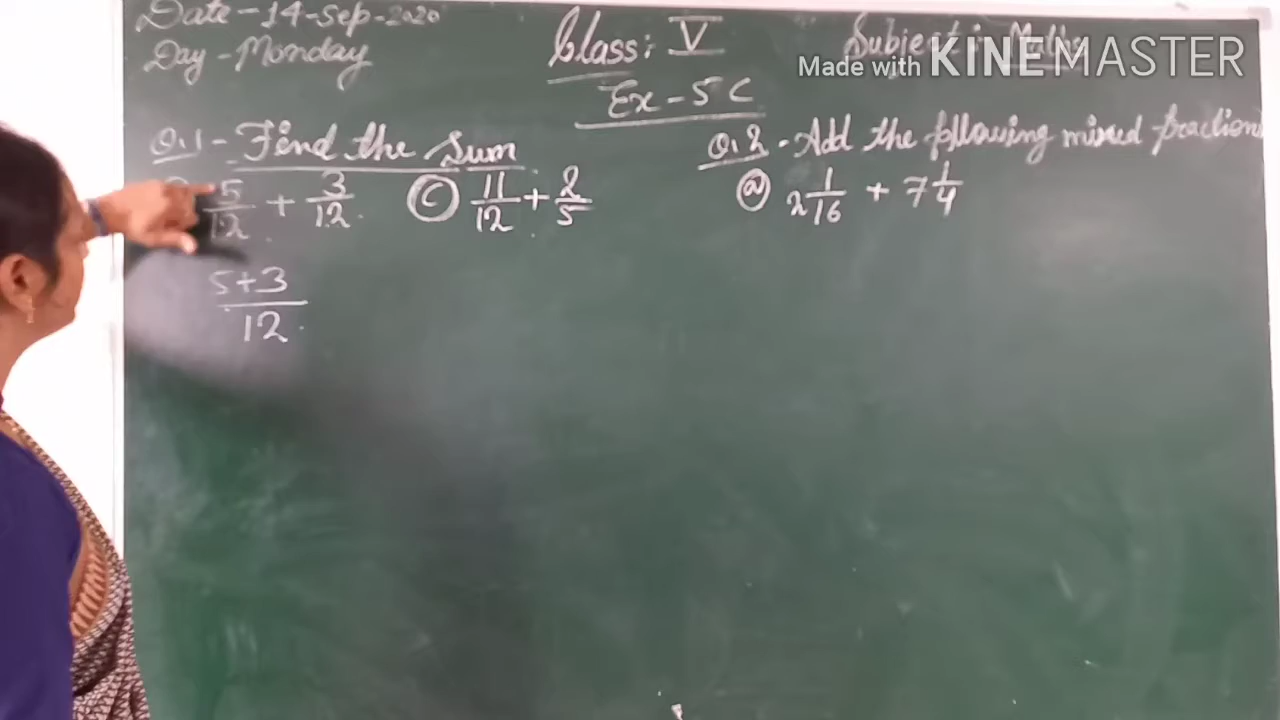 Date - 14-Sep-2020
Day - Monday
Class: V
Subject: Maths
Made with KINEMASTER
Ex - 5 C
Q.1 - Find the Sum
5/12 + 3/12
(C) 11/12 + 2/5
5+3/12
Q.2 - Add the following mixed fractions
(a) 2 1/16 + 7 1/4